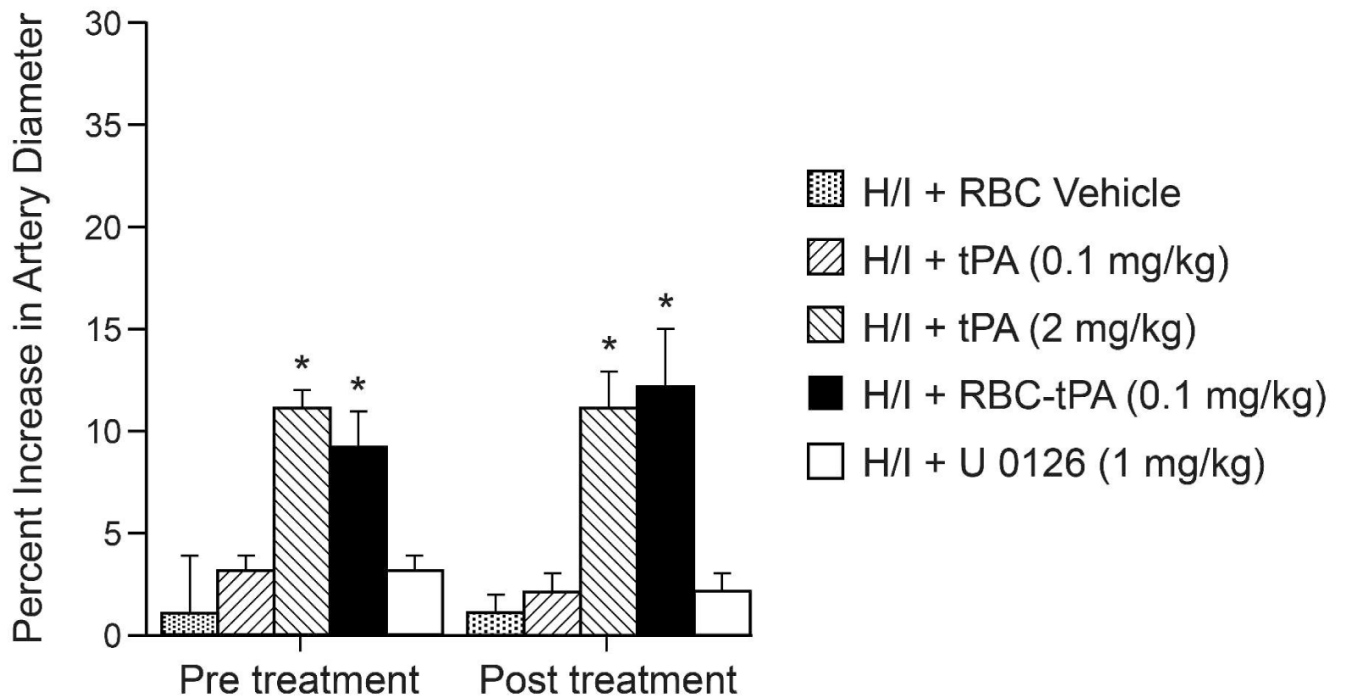 Percent Increase in Artery Diameter
30
35
20
15
10
5
0
*
*
*
*
Pre treatment
Post treatment
H/I + RBC Vehicle
H/I + tPA (0.1 mg/kg)
H/I + tPA (2 mg/kg)
H/I + RBC-tPA (0.1 mg/kg)
H/I + U 0126 (1 mg/kg)